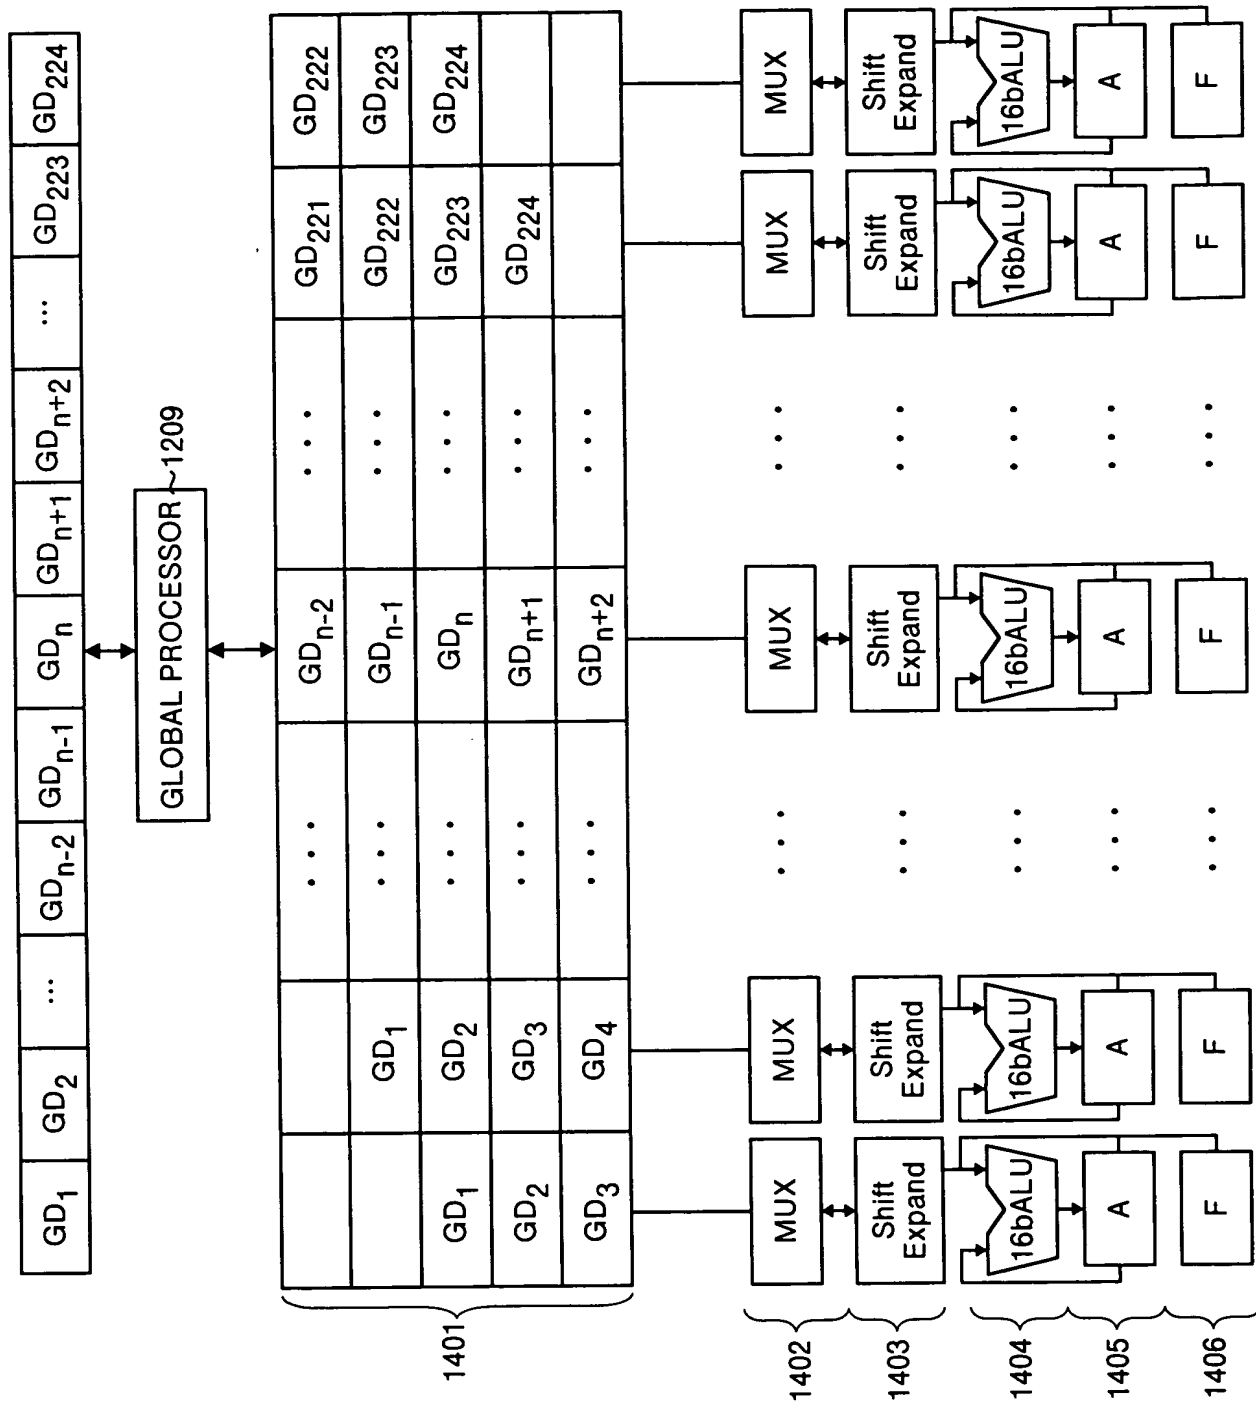 GD1 GD2 ... GDn-2 GDn-1 GDn GDn+1 GDn+2 ... GD223 GD224
GLOBAL PROCESSOR ~1209
GDn-2 GD221 GD222
GD1 GDn-1 GD222 GD223
GD1 GD2 GDn GD223 GD224
GD2 GD3 GDn+1 GD224
GD3 GD4 GDn+2
1401
1402 MUX MUX MUX MUX MUX
1403 Shift Expand Shift Expand Shift Expand Shift Expand Shift Expand
1404 16bALU 16bALU 16bALU 16bALU 16bALU
1405 A A A A A
1406 F F F F F